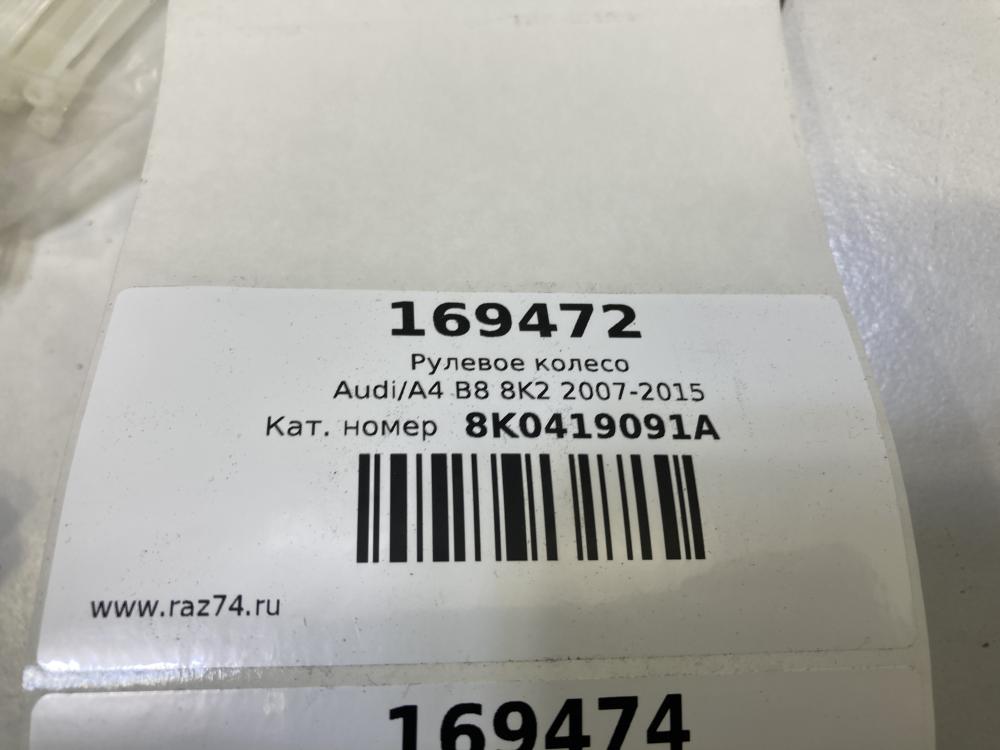 169472
Рулевое колесо
Audi/A4 B8 8K2 2007-2015
Кат. номер 8K0419091A
www.raz74.ru
169474